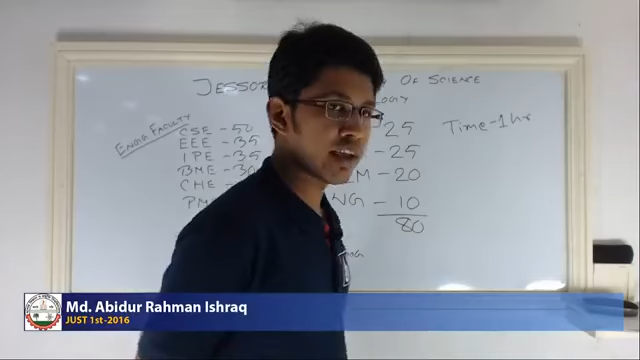 JESSOR OF SCIENCE
OGY
ENGG FACULTY
CSE - 50
EEE - 35
IPE - 35
BME - 30
CHE -
PM
25
- 25
M - 20
NG - 10
80
Time - 1 hr
Md. Abidur Rahman Ishraq
JUST 1st-2016